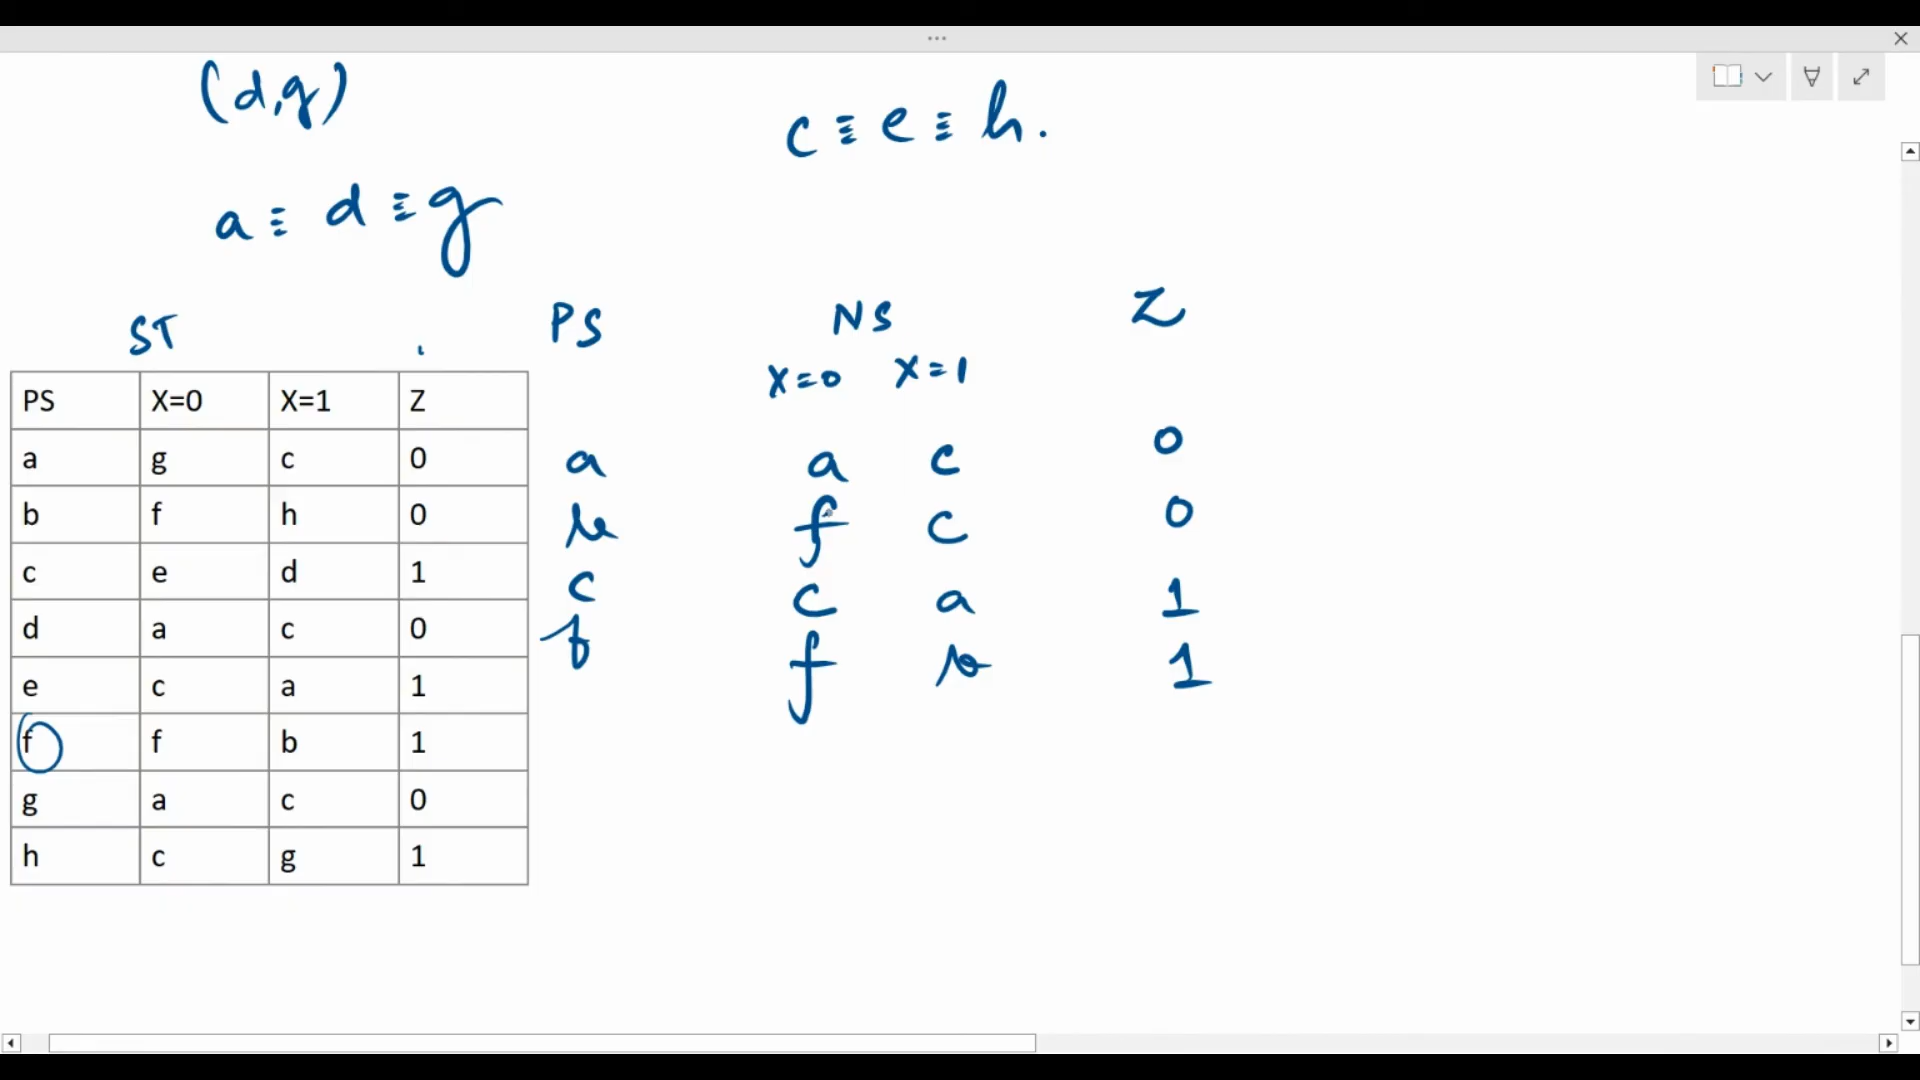 (d,g)
c ≡ e ≡ h.
a ≡ d ≡ g
ST
PS NS Z
X=0 X=1
PS X=0 X=1 Z
a g c 0
b f h 0
c e d 1
d a c 0
e c a 1
f f b 1
g a c 0
h c g 1
a a c 0
b f c 0
c c a 1
f f b 1